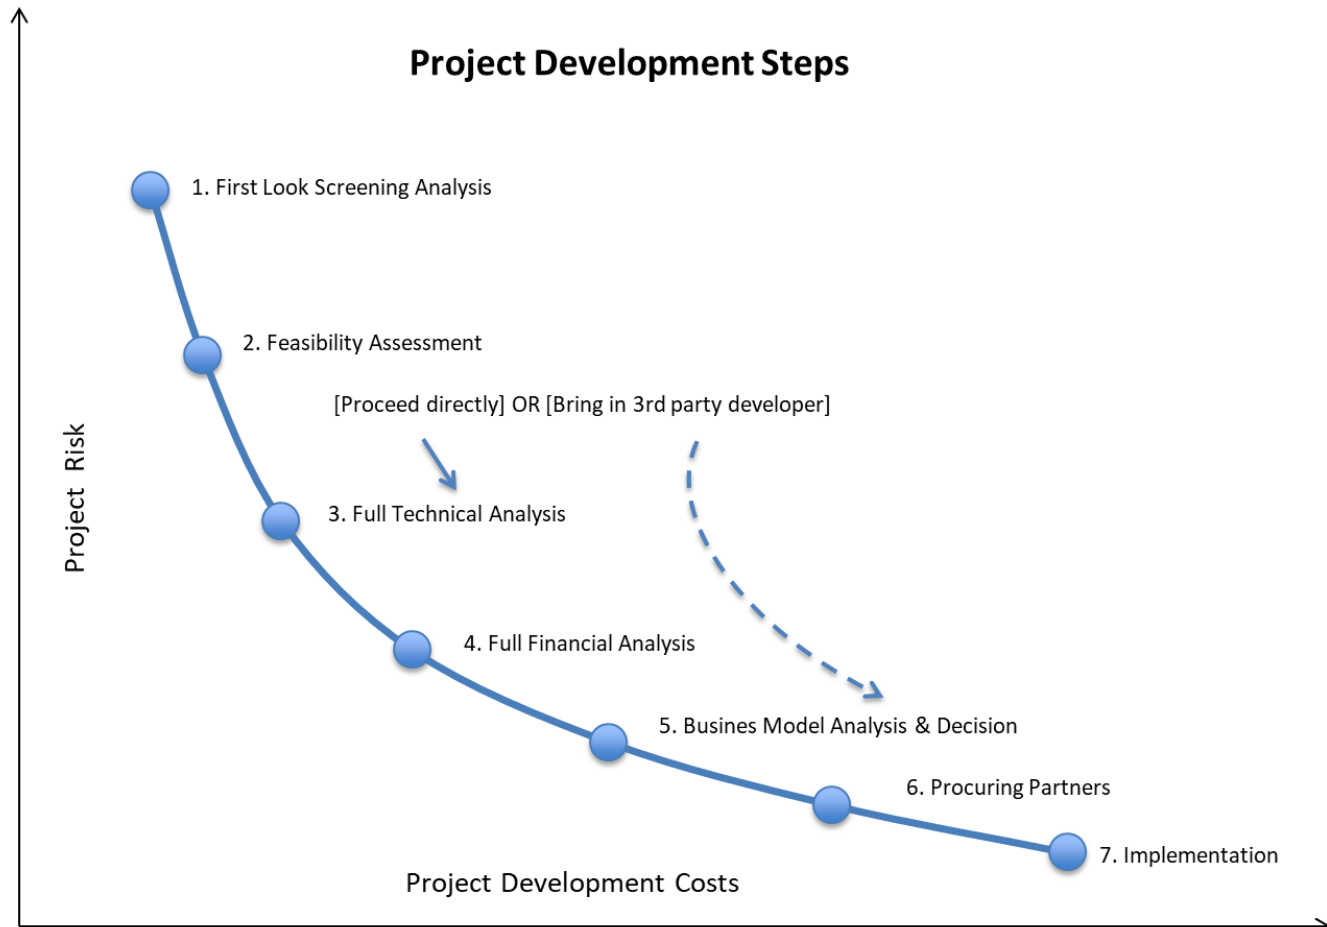 Project Development Steps
1. First Look Screening Analysis
2. Feasibility Assessment
[Proceed directly] OR [Bring in 3rd party developer]
Project Risk
3. Full Technical Analysis
4. Full Financial Analysis
5. Busines Model Analysis & Decision
6. Procuring Partners
7. Implementation
Project Development Costs